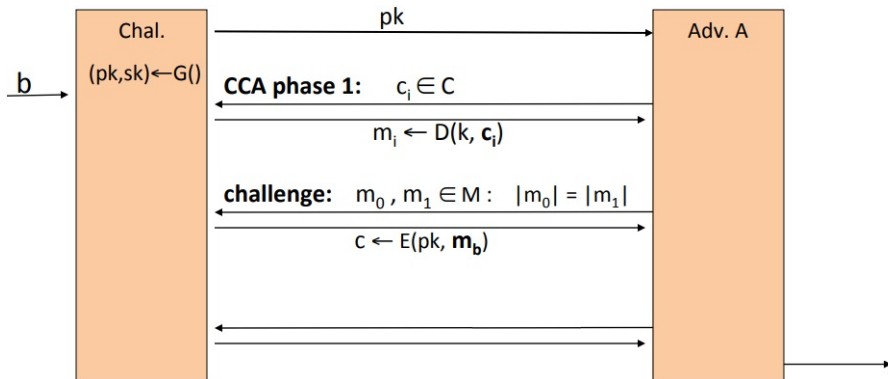 pk
Chal.
Adv. A
(pk,sk)←G()
b
CCA phase 1: cᵢ ∈ C
mᵢ ← D(k, cᵢ)
challenge: m₀ , m₁ ∈ M : |m₀| = |m₁|
c ← E(pk, m_b)